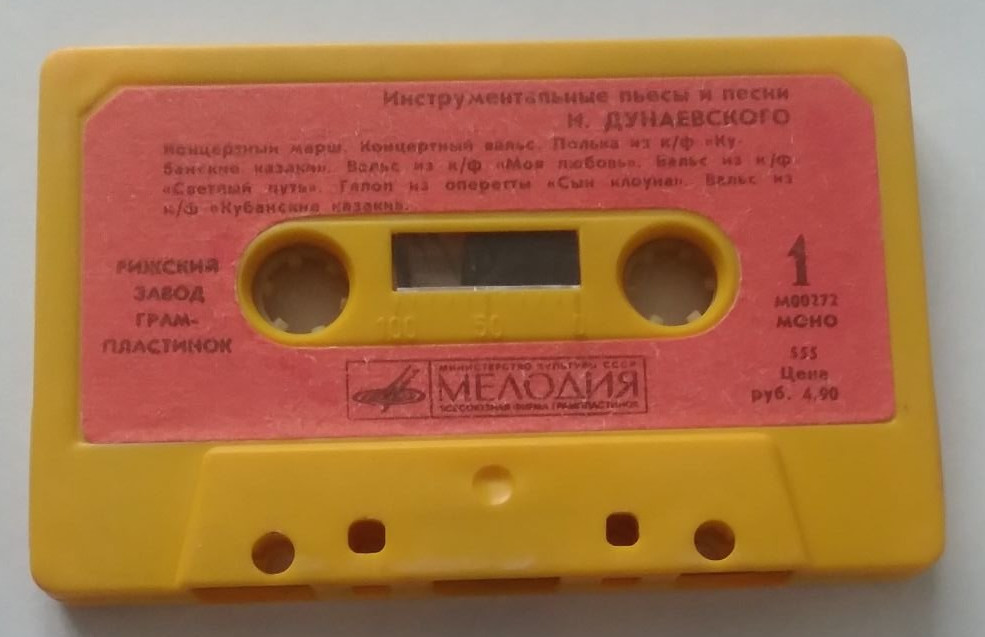 Инструментальные пьесы и песни
И. ДУНАЕВСКОГО
Концертный марш. Концертный вальс. Полька из к/ф «Ку-
банские казаки». Вальс из к/ф «Моя любовь». Вальс из к/ф
«Светлый путь». Галоп из оперетты «Сын клоуна». Вальс из
к/ф «Кубанские казаки».
РИЖСКИЙ
ЗАВОД
ГРАМ-
ПЛАСТИНОК
1
М00272
МОНО
555
Цена
руб. 4,90
100 50 0
МИНИСТЕРСТВО КУЛЬТУРЫ СССР
МЕЛОДИЯ
ВСЕСОЮЗНАЯ ФИРМА ГРАМПЛАСТИНОК